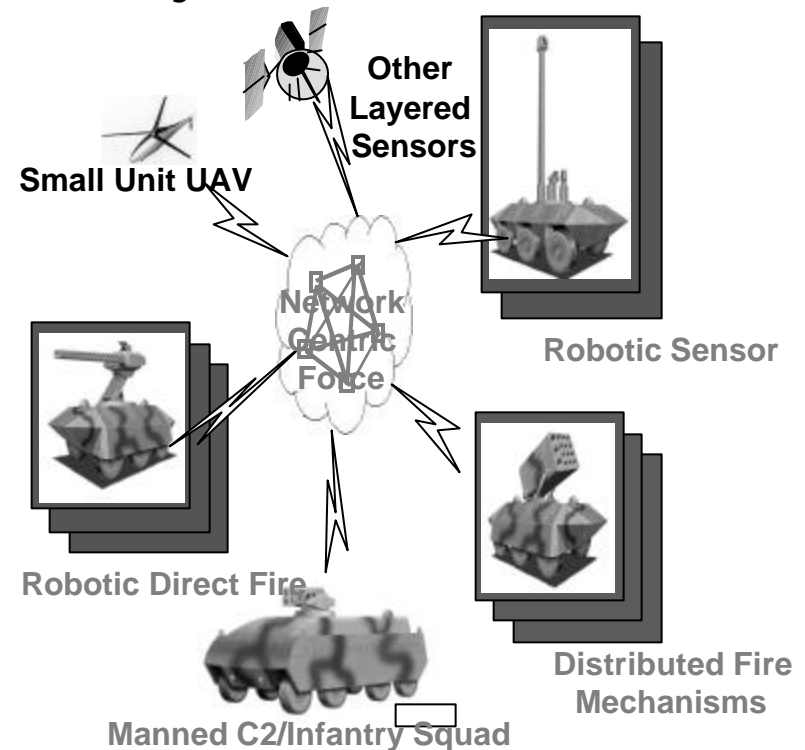 Other
Layered
Sensors
Small Unit UAV
Network
Centric
Force
Robotic Sensor
Robotic Direct Fire
Distributed Fire
Mechanisms
Manned C2/Infantry Squad